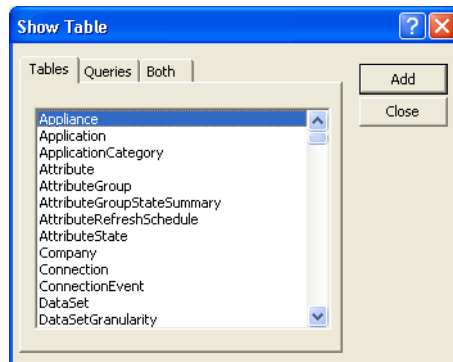 Show Table
Tables Queries Both
Add
Close
Appliance
Application
ApplicationCategory
Attribute
AttributeGroup
AttributeGroupStateSummary
AttributeRefreshSchedule
AttributeState
Company
Connection
ConnectionEvent
DataSet
DataSetGranularity